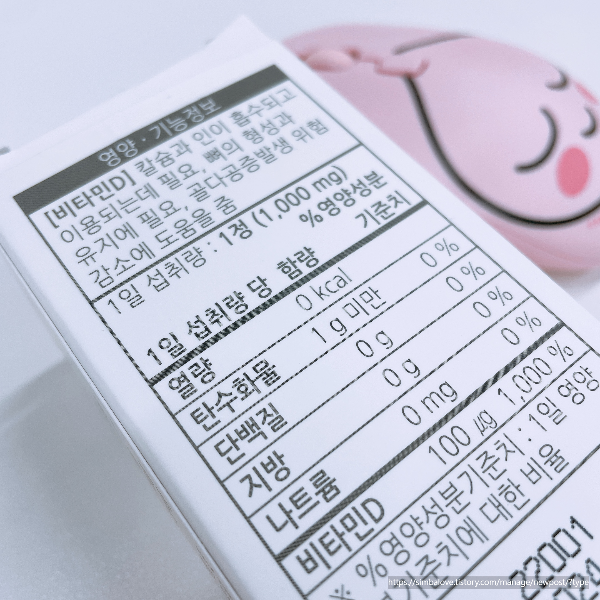 영양 · 기능정보
[비타민D] 칼슘과 인이 흡수되고
이용되는데 필요, 뼈의 형성과
유지에 필요, 골다공증발생 위험
감소에 도움을 줌
1일 섭취량 : 1정 (1,000 mg)
1일 섭취량 당 함량 %영양성분
기준치
열량 0 kcal
탄수화물 1 g 미만 0 %
단백질 0 g 0 %
지방 0 g 0 %
나트륨 0 mg 0 %
비타민D 100 µg 1,000 %
※ %영양성분기준치 : 1일 영양
기준치에 대한 비율
22001
https://simbalove.tistory.com/manage/newpost/?type